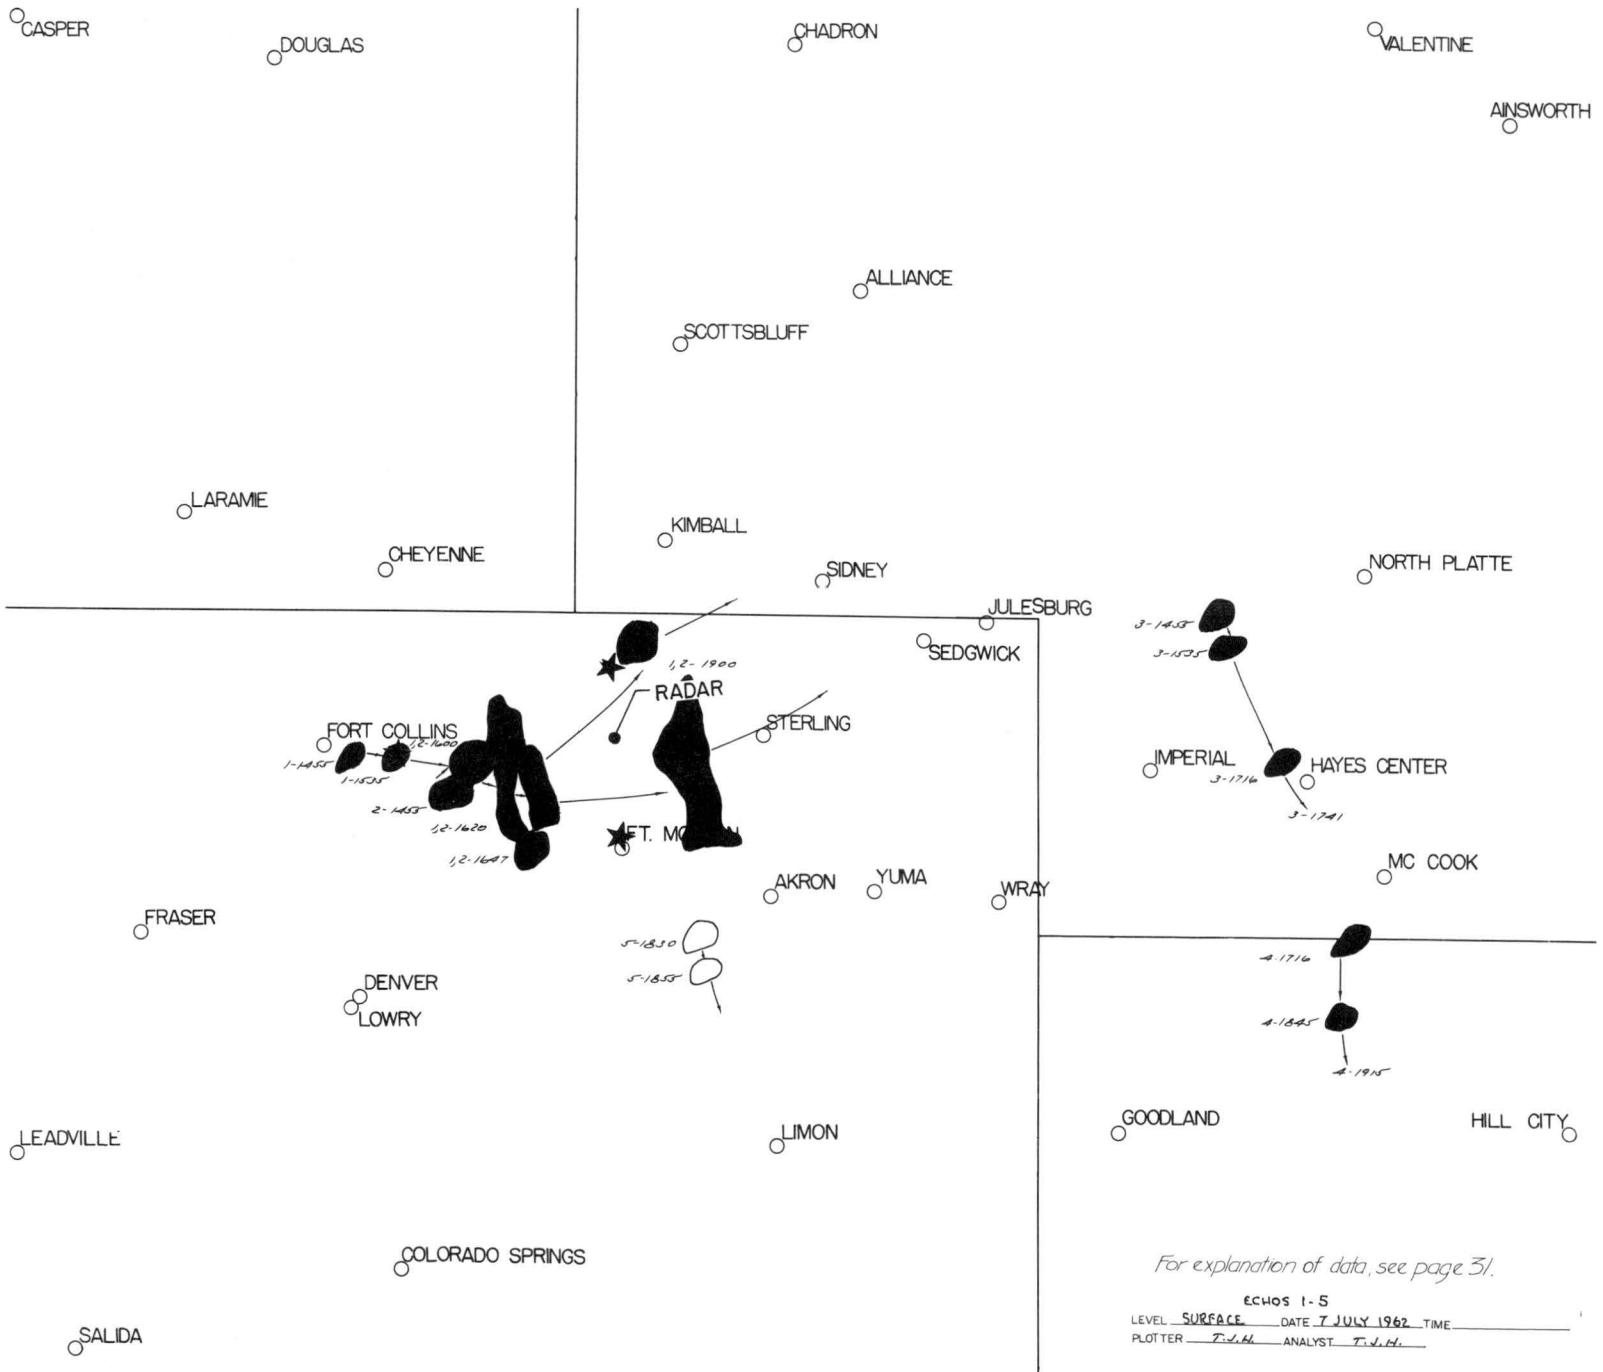 CASPER
DOUGLAS
CHADRON
VALENTINE
AINSWORTH
ALLIANCE
SCOTTSBLUFF
LARAMIE
KIMBALL
CHEYENNE
SIDNEY
NORTH PLATTE
JULESBURG
SEDGWICK
3-1455
3-1535
1,2-1900
RADAR
FORT COLLINS
STERLING
1,2-1600
1-1455
1-1535
IMPERIAL
HAYES CENTER
3-1716
2-1455
3-1741
1,2-1620
FT.
1,2-1647
MC COOK
AKRON
YUMA
WRAY
FRASER
5-1830
4-1716
5-1855
DENVER
LOWRY
4-1845
4-1915
GOODLAND
HILL CITY
LEADVILLE
LIMON
COLORADO SPRINGS
For explanation of data, see page 31.
ECHOS 1-5
LEVEL SURFACE DATE 7 JULY 1962 TIME
PLOTTER T.J.H. ANALYST T.J.H.
SALIDA